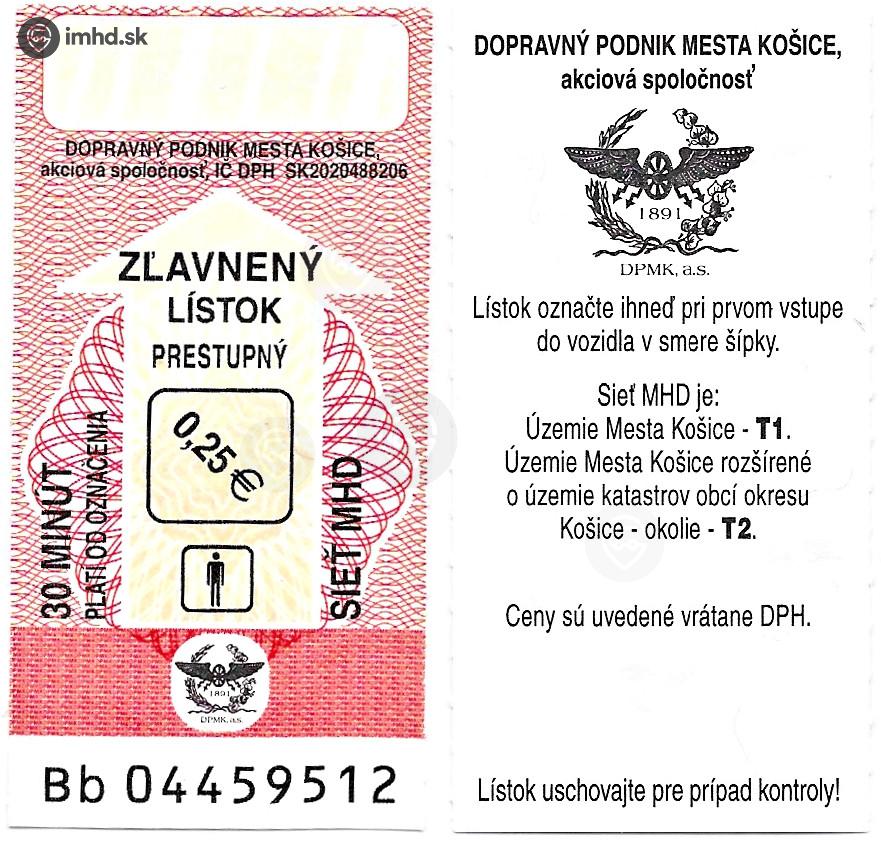 imhd.sk
DOPRAVNÝ PODNIK MESTA KOŠICE,
akciová spoločnosť, IČ DPH SK2020488206
ZĽAVNENÝ
LÍSTOK
PRESTUPNÝ
0,25 €
30 MINÚT
PLATÍ OD OZNAČENIA
SIEŤ MHD
1891
DPMK, a.s.
Bb 04459512
DOPRAVNÝ PODNIK MESTA KOŠICE,
akciová spoločnosť
1891
DPMK, a.s.
Lístok označte ihneď pri prvom vstupe
do vozidla v smere šípky.
Sieť MHD je:
Územie Mesta Košice - T1.
Územie Mesta Košice rozšírené
o územie katastrov obcí okresu
Košice - okolie - T2.
Ceny sú uvedené vrátane DPH.
Lístok uschovajte pre prípad kontroly!